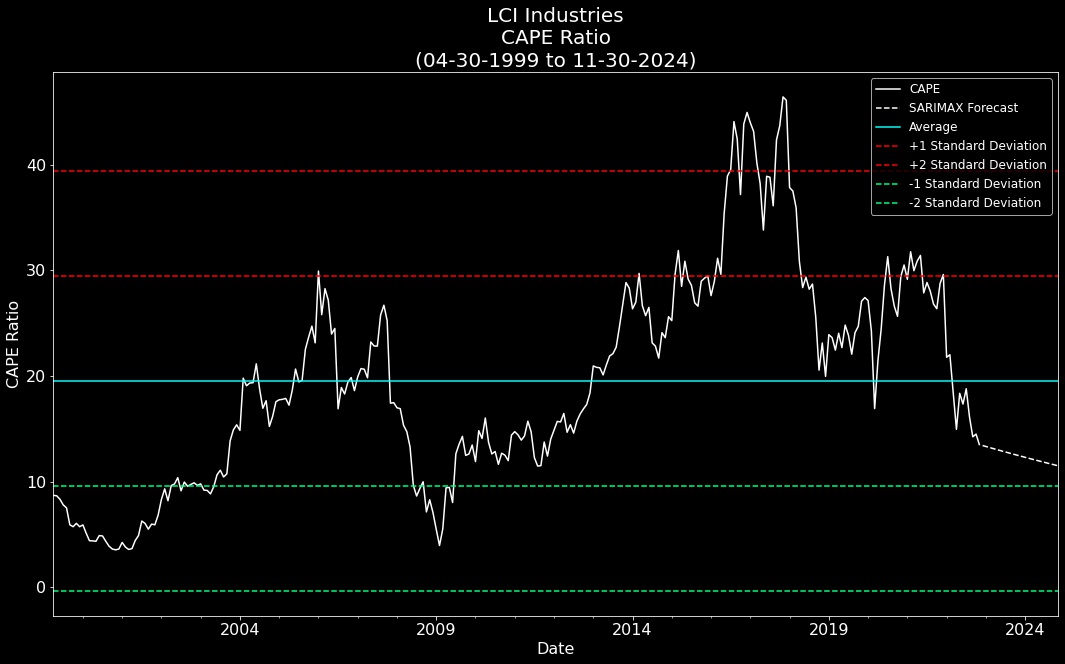 LCI Industries
CAPE Ratio
(04-30-1999 to 11-30-2024)
CAPE
SARIMAX Forecast
Average
+1 Standard Deviation
+2 Standard Deviation
-1 Standard Deviation
-2 Standard Deviation
CAPE Ratio
40
30
20
10
0
2004
2009
2014
2019
2024
Date